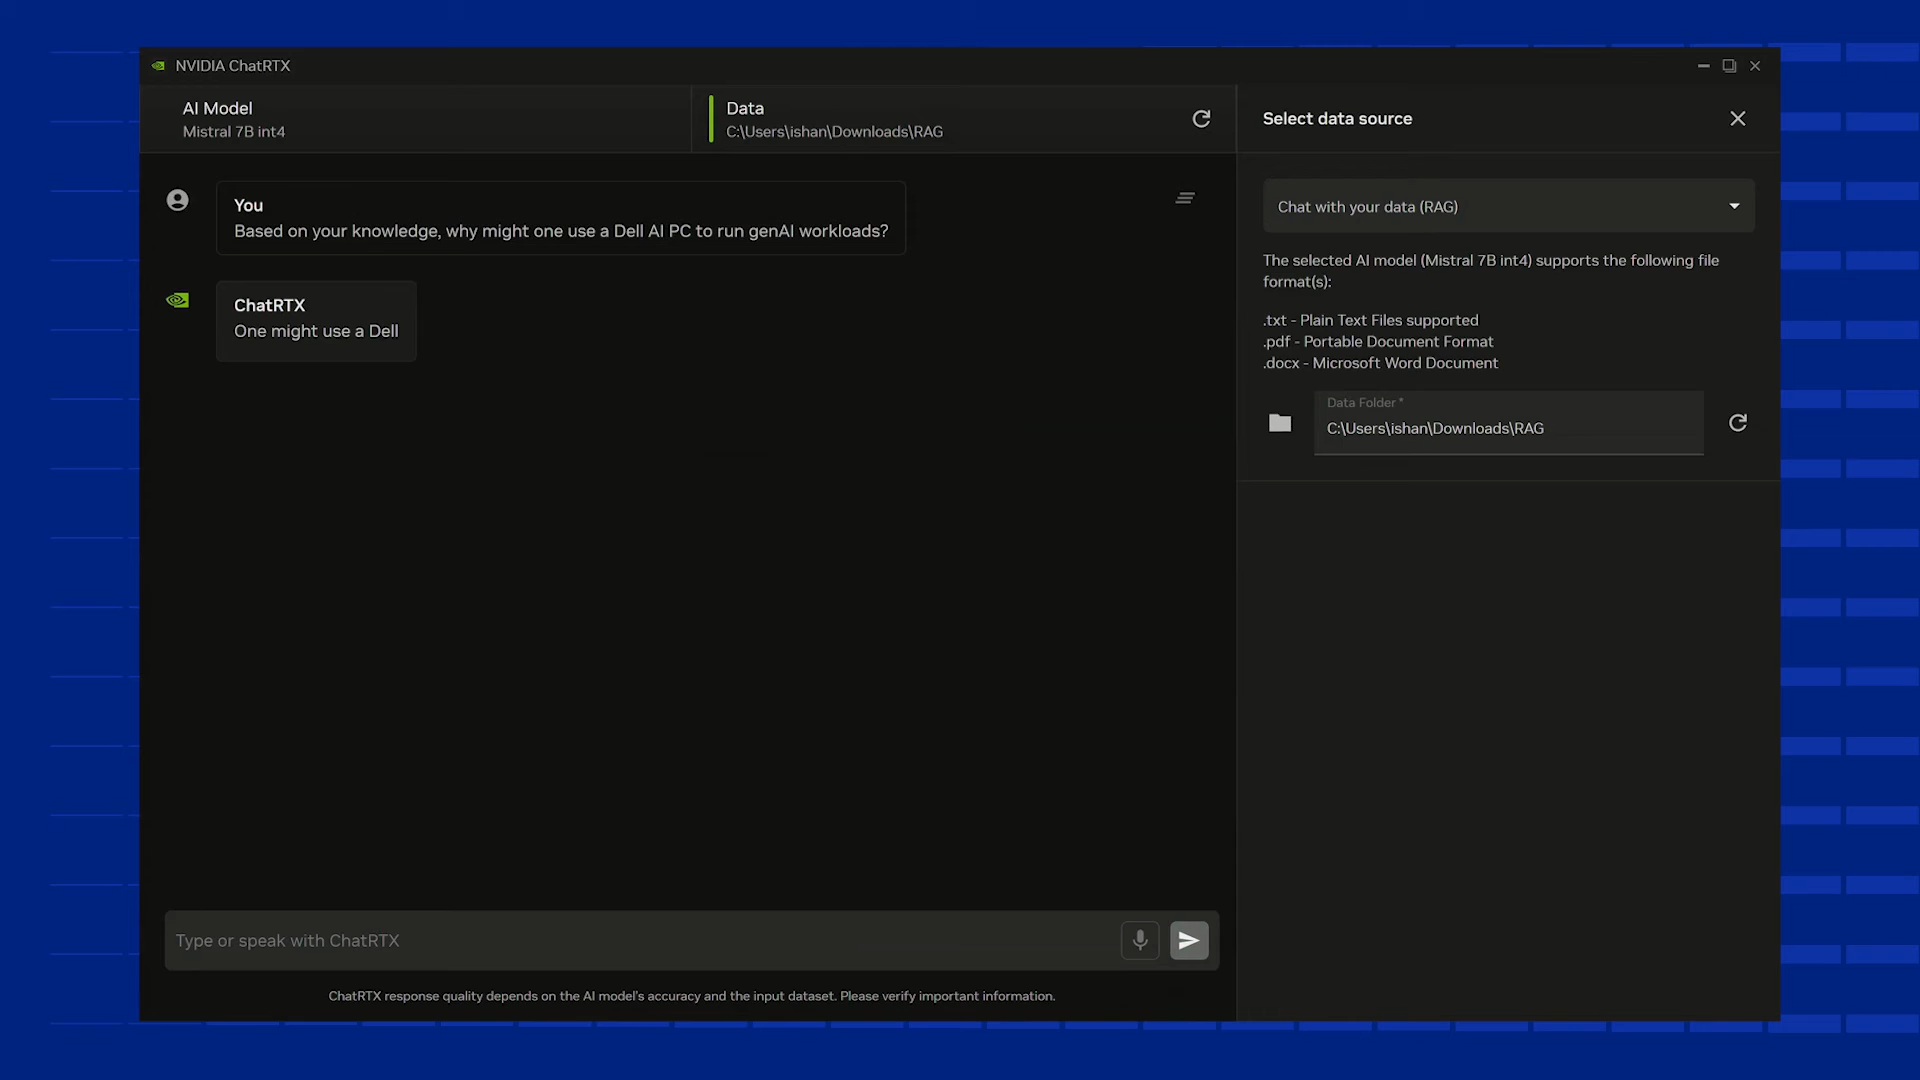 NVIDIA ChatRTX
AI Model
Mistral 7B int4
Data
C:\Users\ishan\Downloads\RAG
You
Based on your knowledge, why might one use a Dell AI PC to run genAI workloads?
ChatRTX
One might use a Dell
Type or speak with ChatRTX
ChatRTX response quality depends on the AI model's accuracy and the input dataset. Please verify important information.
Select data source
Chat with your data (RAG)
The selected AI model (Mistral 7B int4) supports the following file
format(s):
.txt - Plain Text Files supported
.pdf - Portable Document Format
.docx - Microsoft Word Document
Data Folder *
C:\Users\ishan\Downloads\RAG